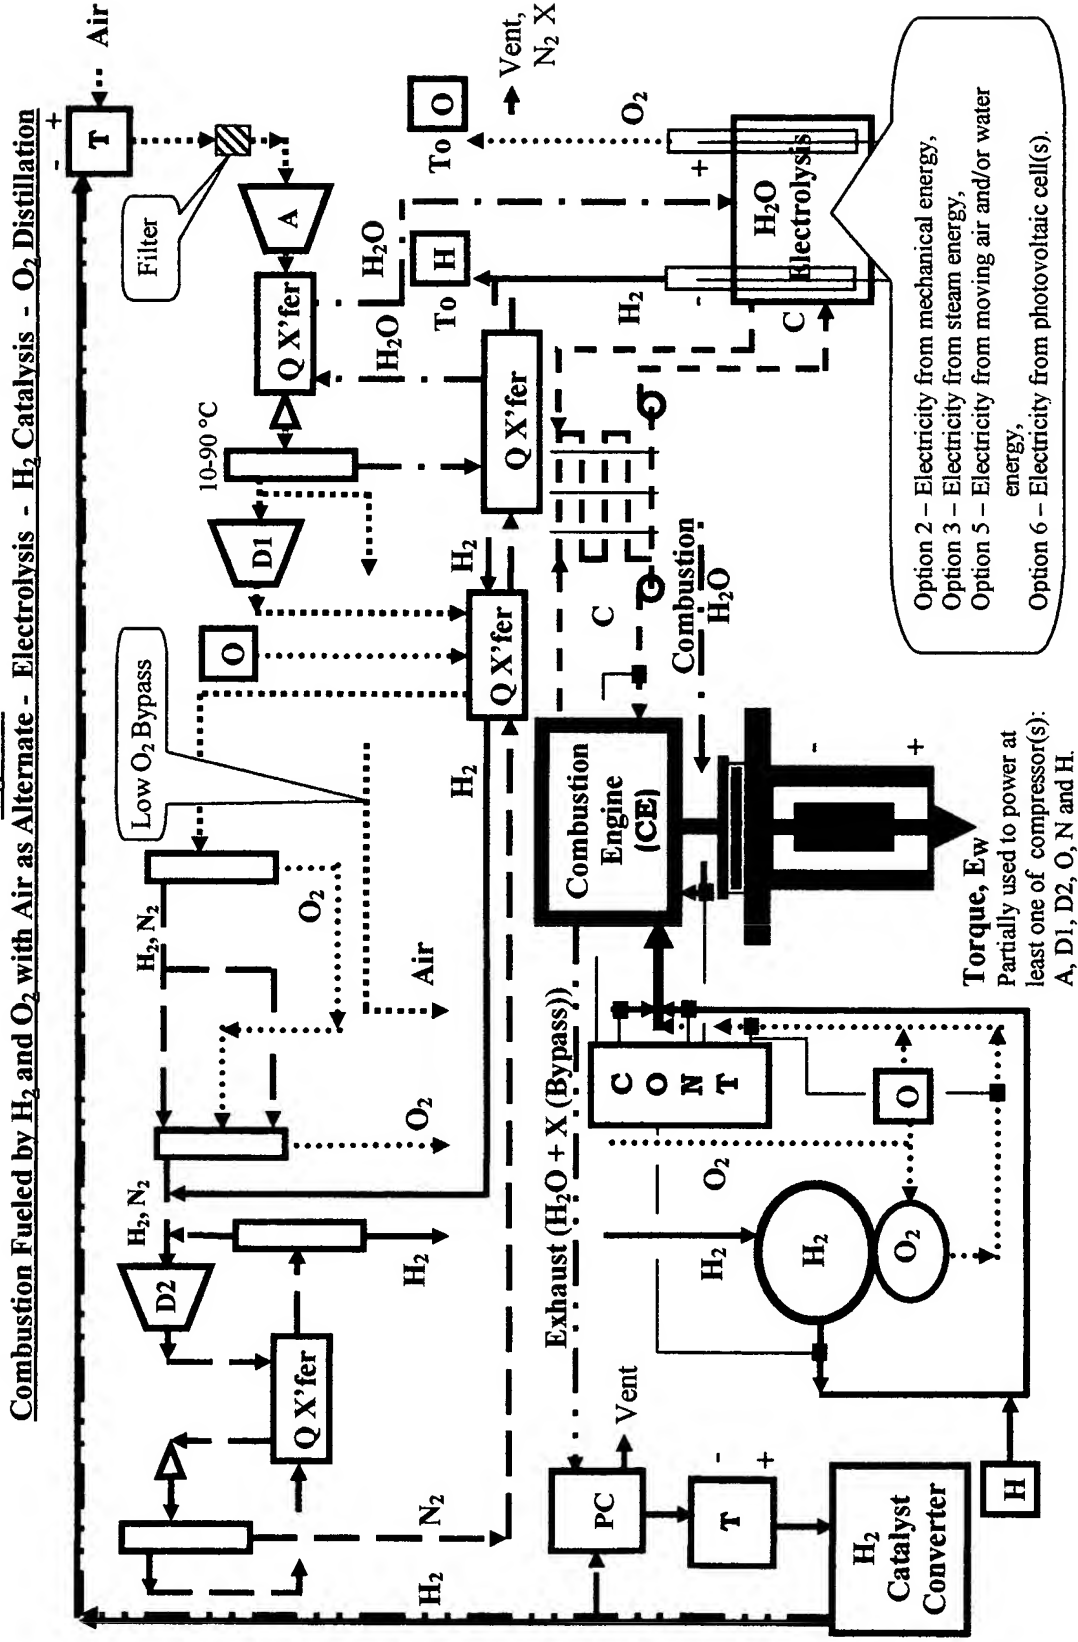 Combustion Fueled by H2 and O2 with Air as Alternate - Electrolysis - H2 Catalysis - O2 Distillation
- +
T
Air
Filter
A
Q X'fer
H2O
H2O
10-90 °C
D1
O
Low O2 Bypass
H2, N2
O2
H2, N2
O2
Air
D2
Q X'fer
H2
H2
N2
H2
Q X'fer
H2
Q X'fer
To H
To O
Vent,
N2 X
H2
O2
-
+
H2O
Electrolysis
C
C
Combustion
H2O
Combustion
Engine
(CE)
Exhaust (H2O + X (Bypass))
C
O
N
T
O2
H2
H2
O2
O
PC
Vent
T
-
+
H2
Catalyst
Converter
H
-
+
Torque, Ew
Partially used to power at
least one of compressor(s):
A, D1, D2, O, N and H.
Option 2 – Electricity from mechanical energy,
Option 3 – Electricity from steam energy,
Option 5 – Electricity from moving air and/or water
energy,
Option 6 – Electricity from photovoltaic cell(s).